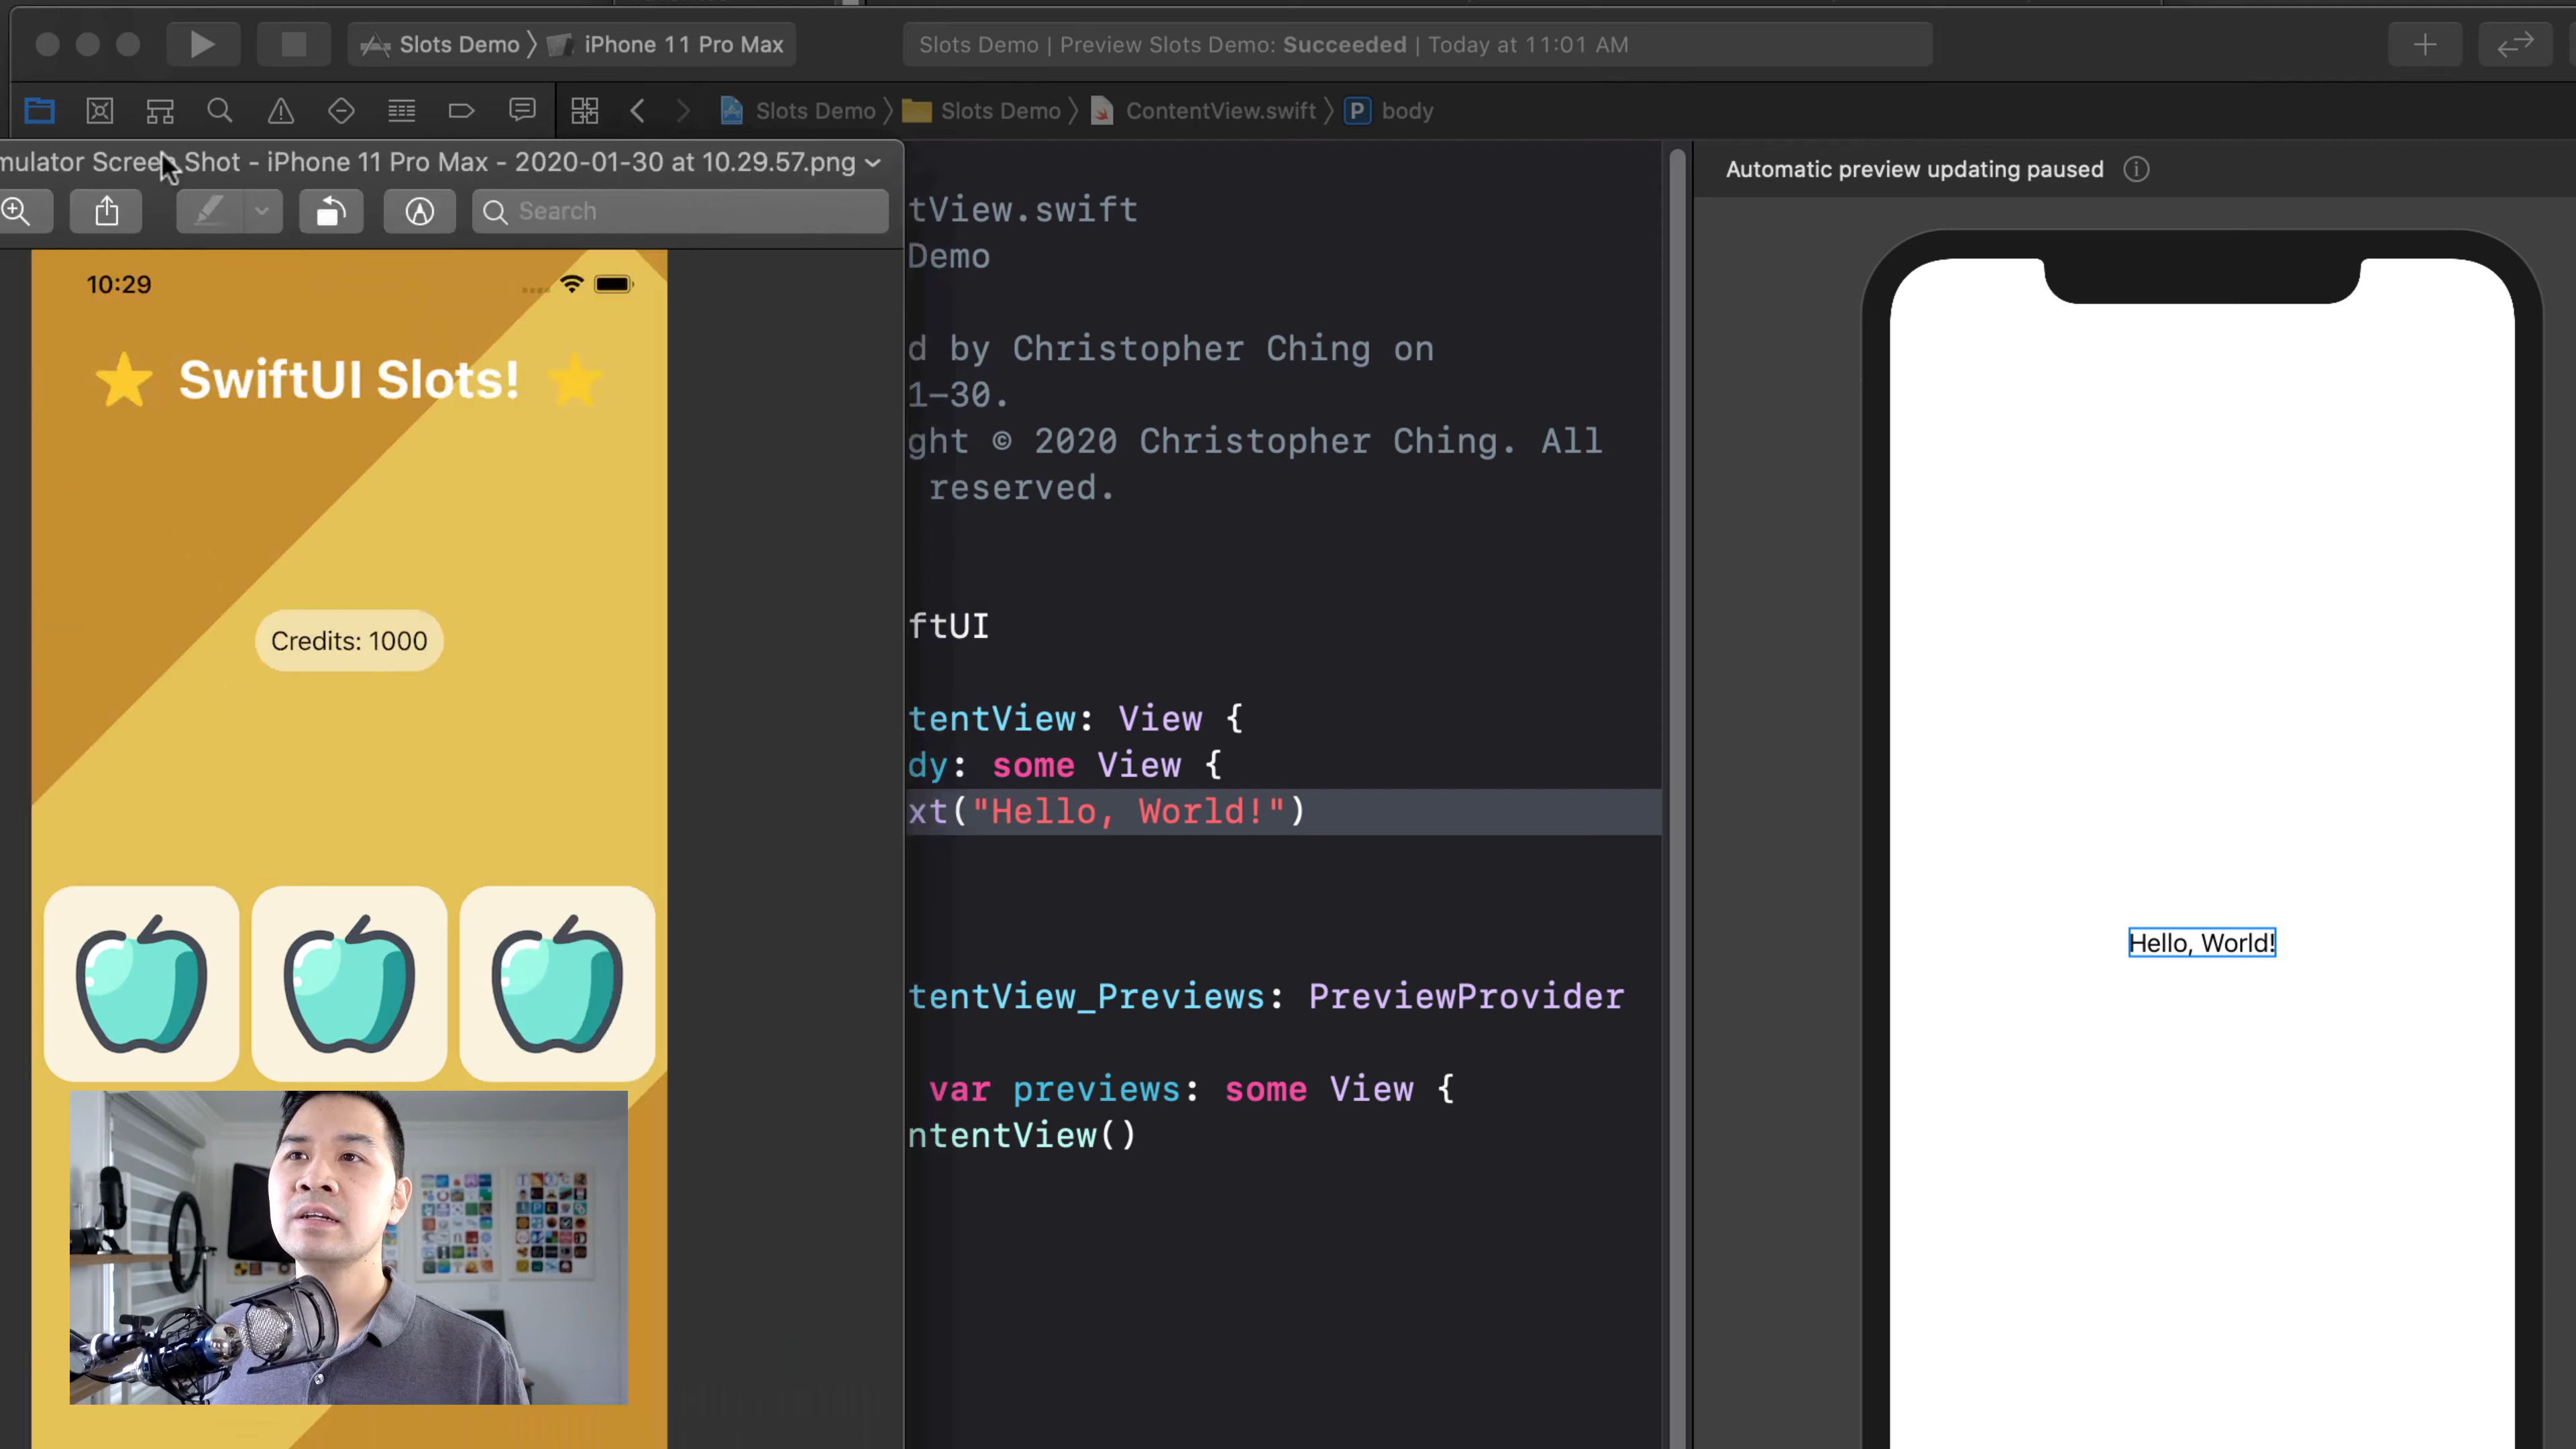 Slots Demo 〉 iPhone 11 Pro Max
Slots Demo | Preview Slots Demo: Succeeded | Today at 11:01 AM
Slots Demo 〉 Slots Demo 〉 ContentView.swift 〉 P body
mulator Screen Shot - iPhone 11 Pro Max - 2020-01-30 at 10.29.57.png
Search
10:29
SwiftUI Slots!
Credits: 1000
tView.swift
Demo
d by Christopher Ching on
1-30.
ght © 2020 Christopher Ching. All
reserved.
ftUI
tentView: View {
dy: some View {
xt("Hello, World!")
tentView_Previews: PreviewProvider
var previews: some View {
ntentView()
Automatic preview updating paused
Hello, World!